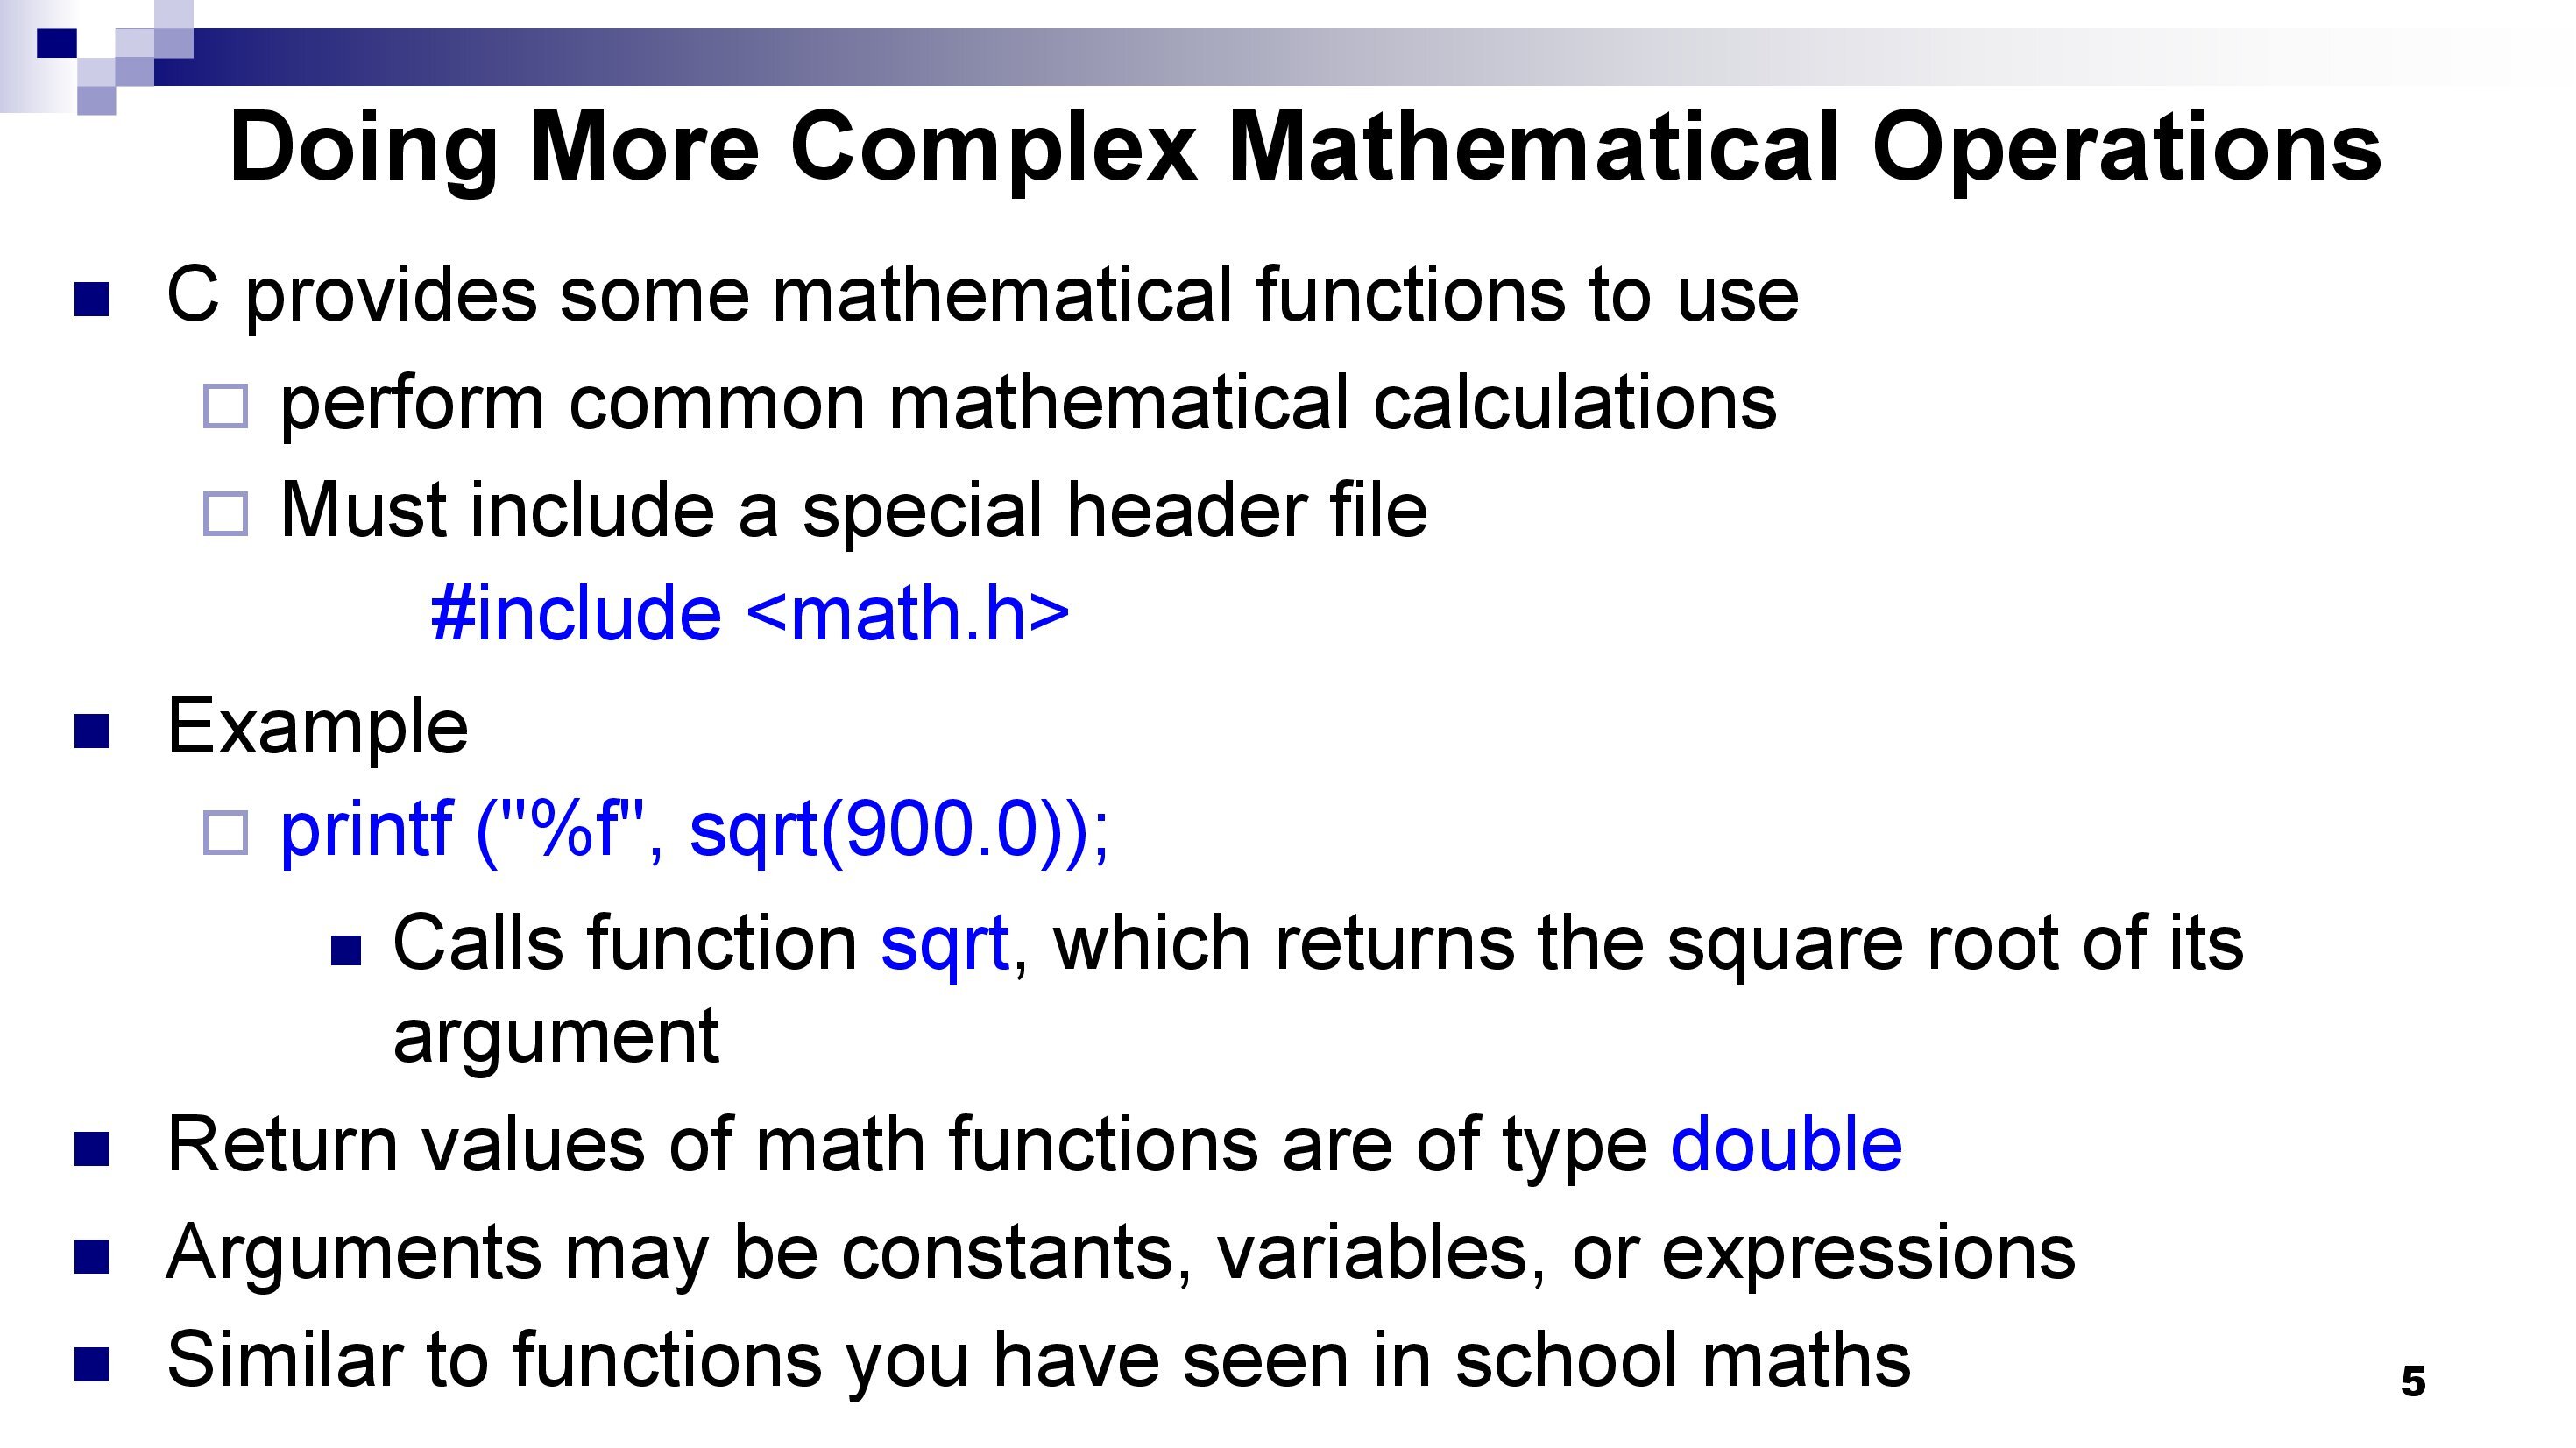 Doing More Complex Mathematical Operations
C provides some mathematical functions to use
perform common mathematical calculations
Must include a special header file
#include <math.h>
Example
printf ("%f", sqrt(900.0));
Calls function sqrt, which returns the square root of its
argument
Return values of math functions are of type double
Arguments may be constants, variables, or expressions
Similar to functions you have seen in school maths
5